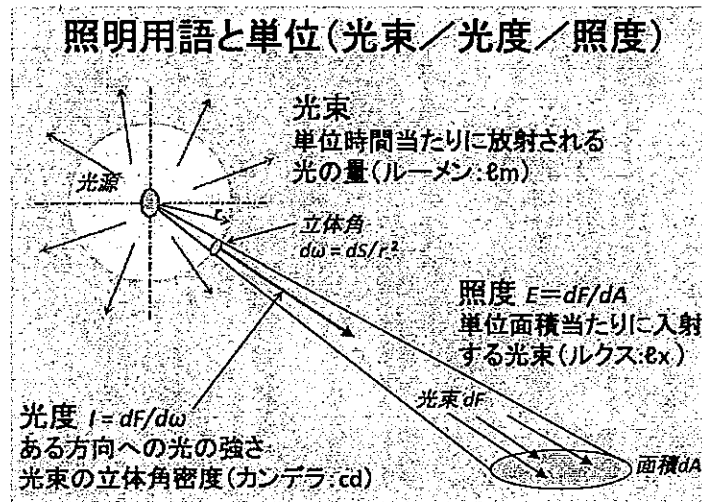 照明用語と単位(光束／光度／照度)
光束
単位時間当たりに放射される
光の量(ルーメン:ℓm)
光源
r
立体角
dω = dS/r²
照度 E＝dF/dA
単位面積当たりに入射
する光束(ルクス:ℓx)
光束 dF
光度 I = dF/dω
ある方向への光の強さ
光束の立体角密度(カンデラ:cd)
面積dA